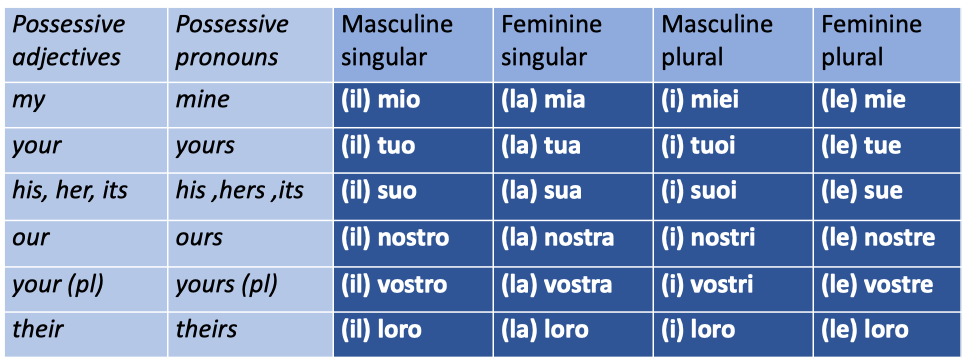 Possessive adjectives | Possessive pronouns | Masculine singular | Feminine singular | Masculine plural | Feminine plural
my | mine | (il) mio | (la) mia | (i) miei | (le) mie
your | yours | (il) tuo | (la) tua | (i) tuoi | (le) tue
his, her, its | his ,hers ,its | (il) suo | (la) sua | (i) suoi | (le) sue
our | ours | (il) nostro | (la) nostra | (i) nostri | (le) nostre
your (pl) | yours (pl) | (il) vostro | (la) vostra | (i) vostri | (le) vostre
their | theirs | (il) loro | (la) loro | (i) loro | (le) loro